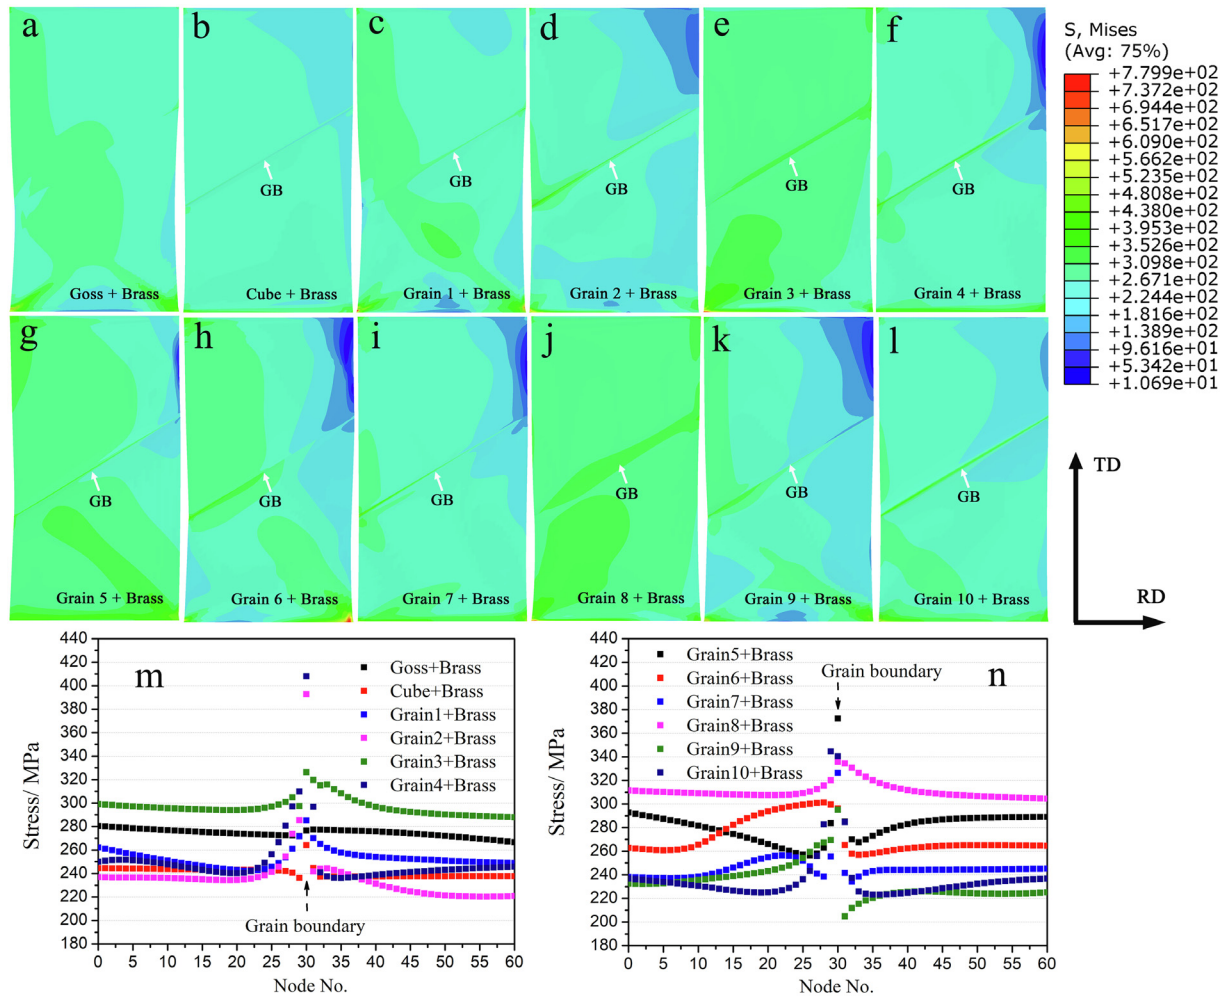 a
b
c
d
e
f
GB
GB
GB
GB
GB
Goss + Brass
Cube + Brass
Grain 1 + Brass
Grain 2 + Brass
Grain 3 + Brass
Grain 4 + Brass
S, Mises
(Avg: 75%)
+7.799e+02
+7.372e+02
+6.944e+02
+6.517e+02
+6.090e+02
+5.662e+02
+5.235e+02
+4.808e+02
+4.380e+02
+3.953e+02
+3.526e+02
+3.098e+02
+2.671e+02
+2.244e+02
+1.816e+02
+1.389e+02
+9.616e+01
+5.342e+01
+1.069e+01
g
h
i
j
k
l
GB
GB
GB
GB
GB
GB
Grain 5 + Brass
Grain 6 + Brass
Grain 7 + Brass
Grain 8 + Brass
Grain 9 + Brass
Grain 10 + Brass
TD
RD
m
Stress/ MPa
440
420
400
380
360
340
320
300
280
260
240
220
200
180
Goss+Brass
Cube+Brass
Grain1+Brass
Grain2+Brass
Grain3+Brass
Grain4+Brass
Grain boundary
0 5 10 15 20 25 30 35 40 45 50 55 60
Node No.
n
Stress/ MPa
440
420
400
380
360
340
320
300
280
260
240
220
200
180
Grain5+Brass
Grain6+Brass
Grain7+Brass
Grain8+Brass
Grain9+Brass
Grain10+Brass
Grain boundary
0 5 10 15 20 25 30 35 40 45 50 55 60
Node No.